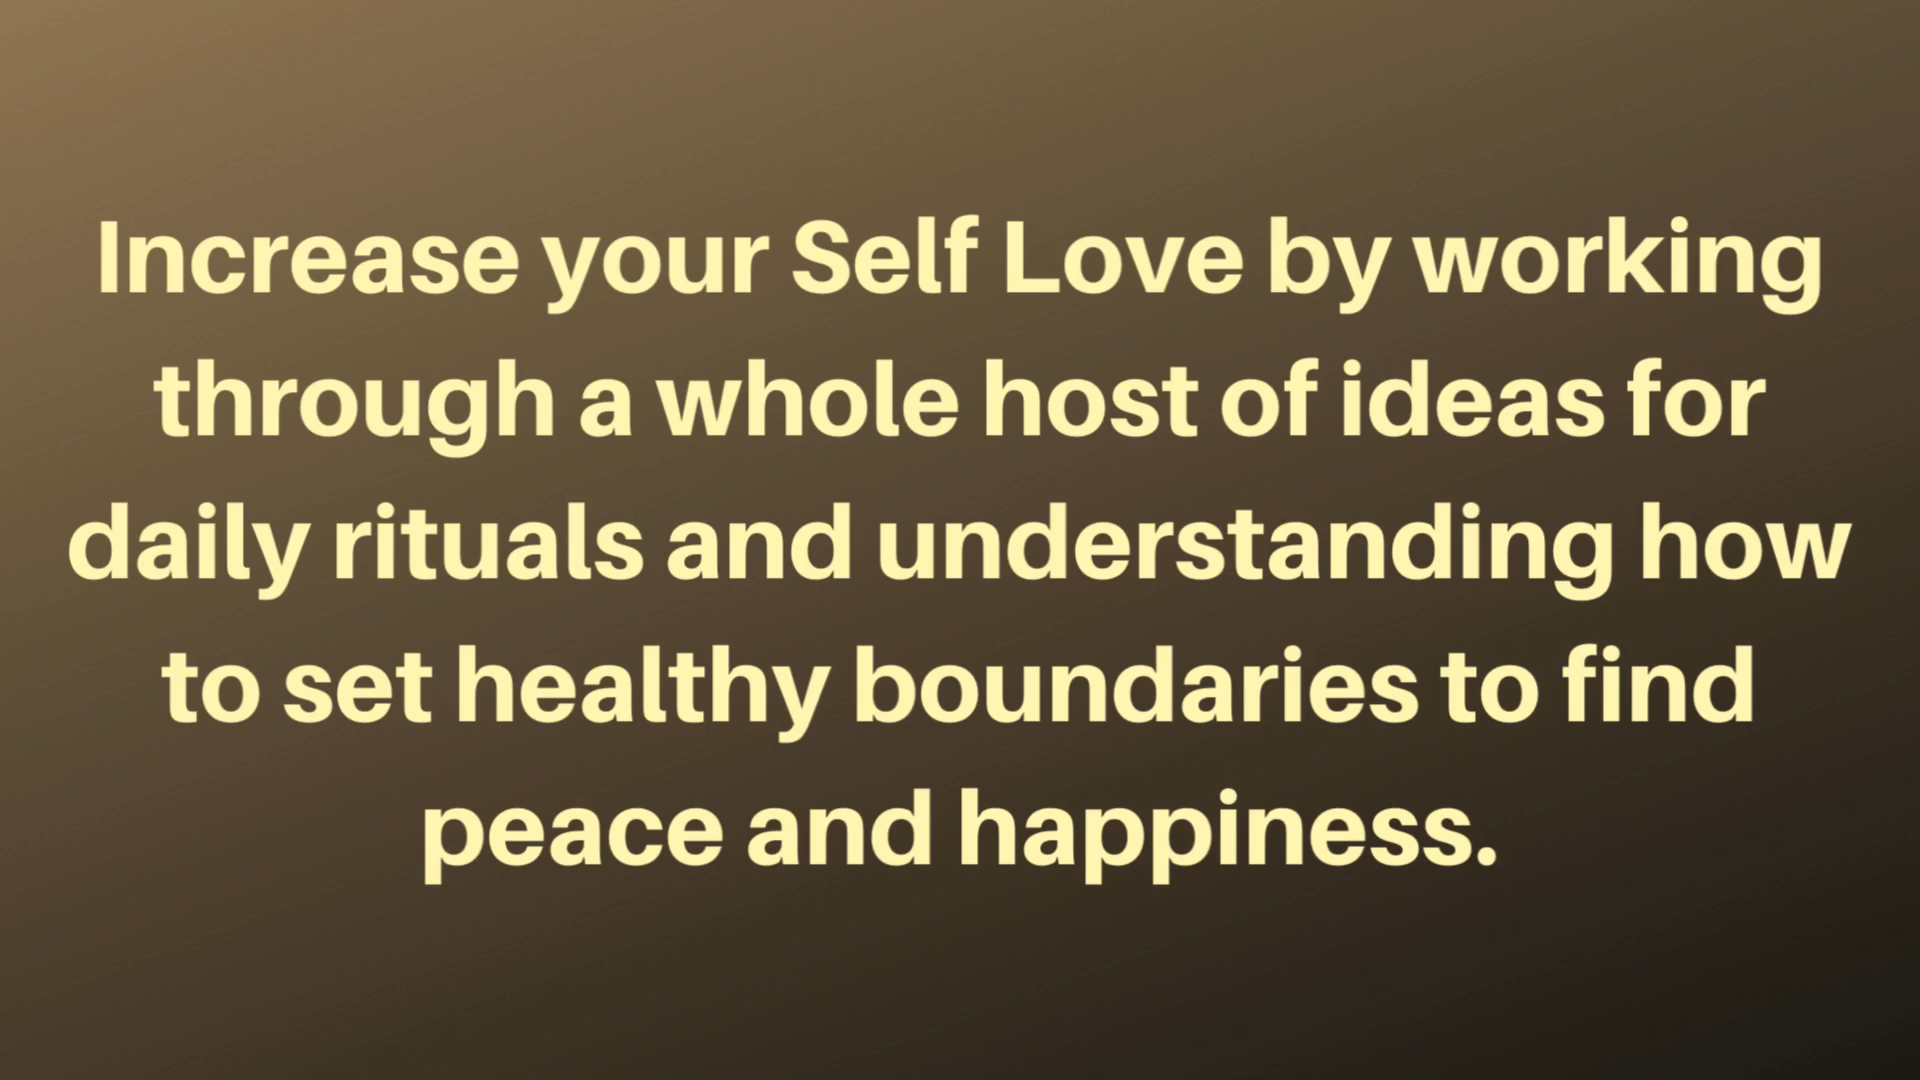 Increase your Self Love by working
through a whole host of ideas for
daily rituals and understanding how
to set healthy boundaries to find
peace and happiness.